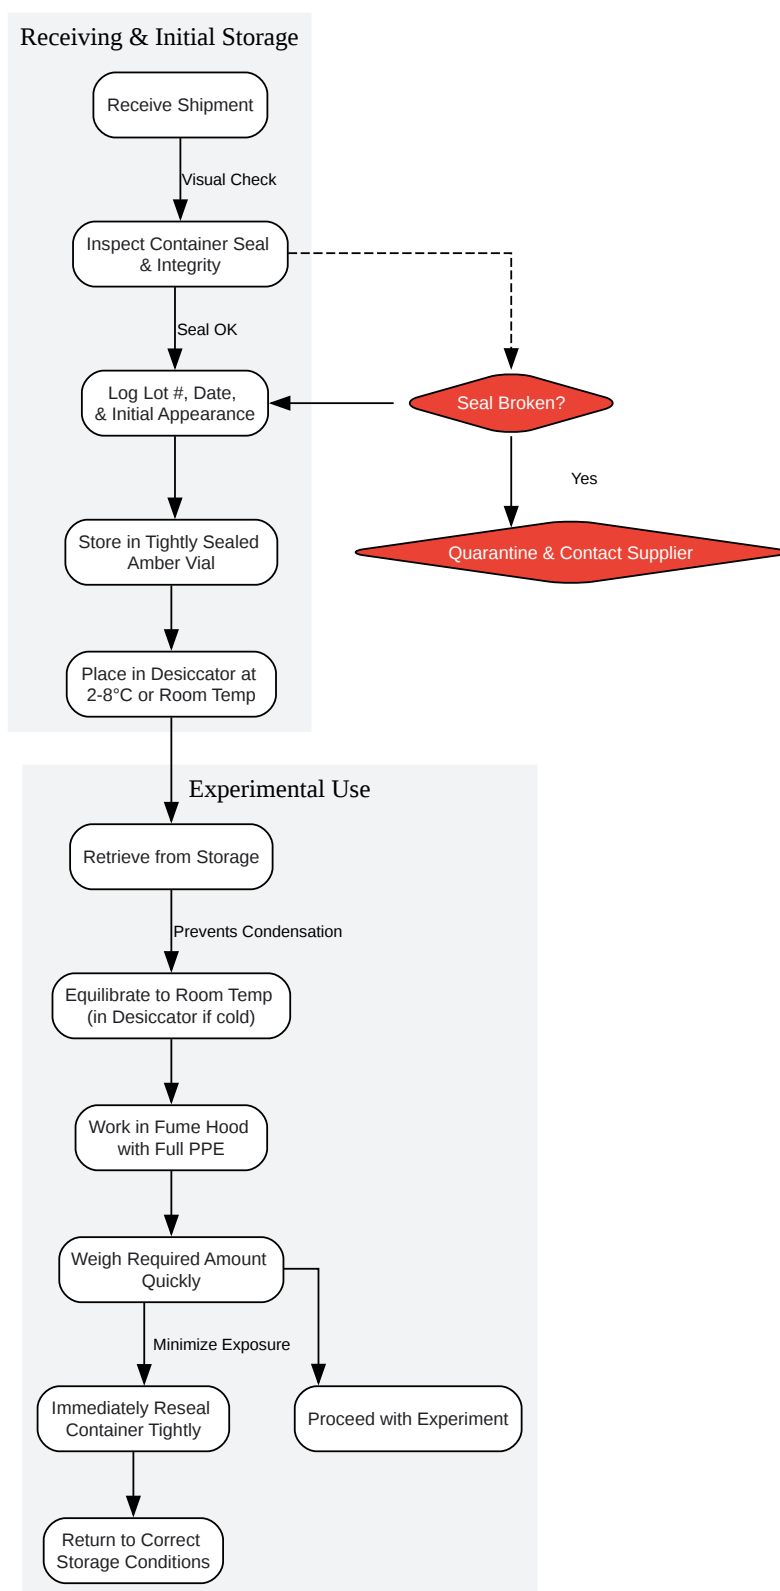 Receiving & Initial Storage
Receive Shipment
Visual Check
Inspect Container Seal
& Integrity
Seal OK
Log Lot #, Date,
& Initial Appearance
Seal Broken?
Yes
Store in Tightly Sealed
Amber Vial
Quarantine & Contact Supplier
Place in Desiccator at
2-8°C or Room Temp
Experimental Use
Retrieve from Storage
Prevents Condensation
Equilibrate to Room Temp
(in Desiccator if cold)
Work in Fume Hood
with Full PPE
Weigh Required Amount
Quickly
Minimize Exposure
Immediately Reseal
Container Tightly
Proceed with Experiment
Return to Correct
Storage Conditions